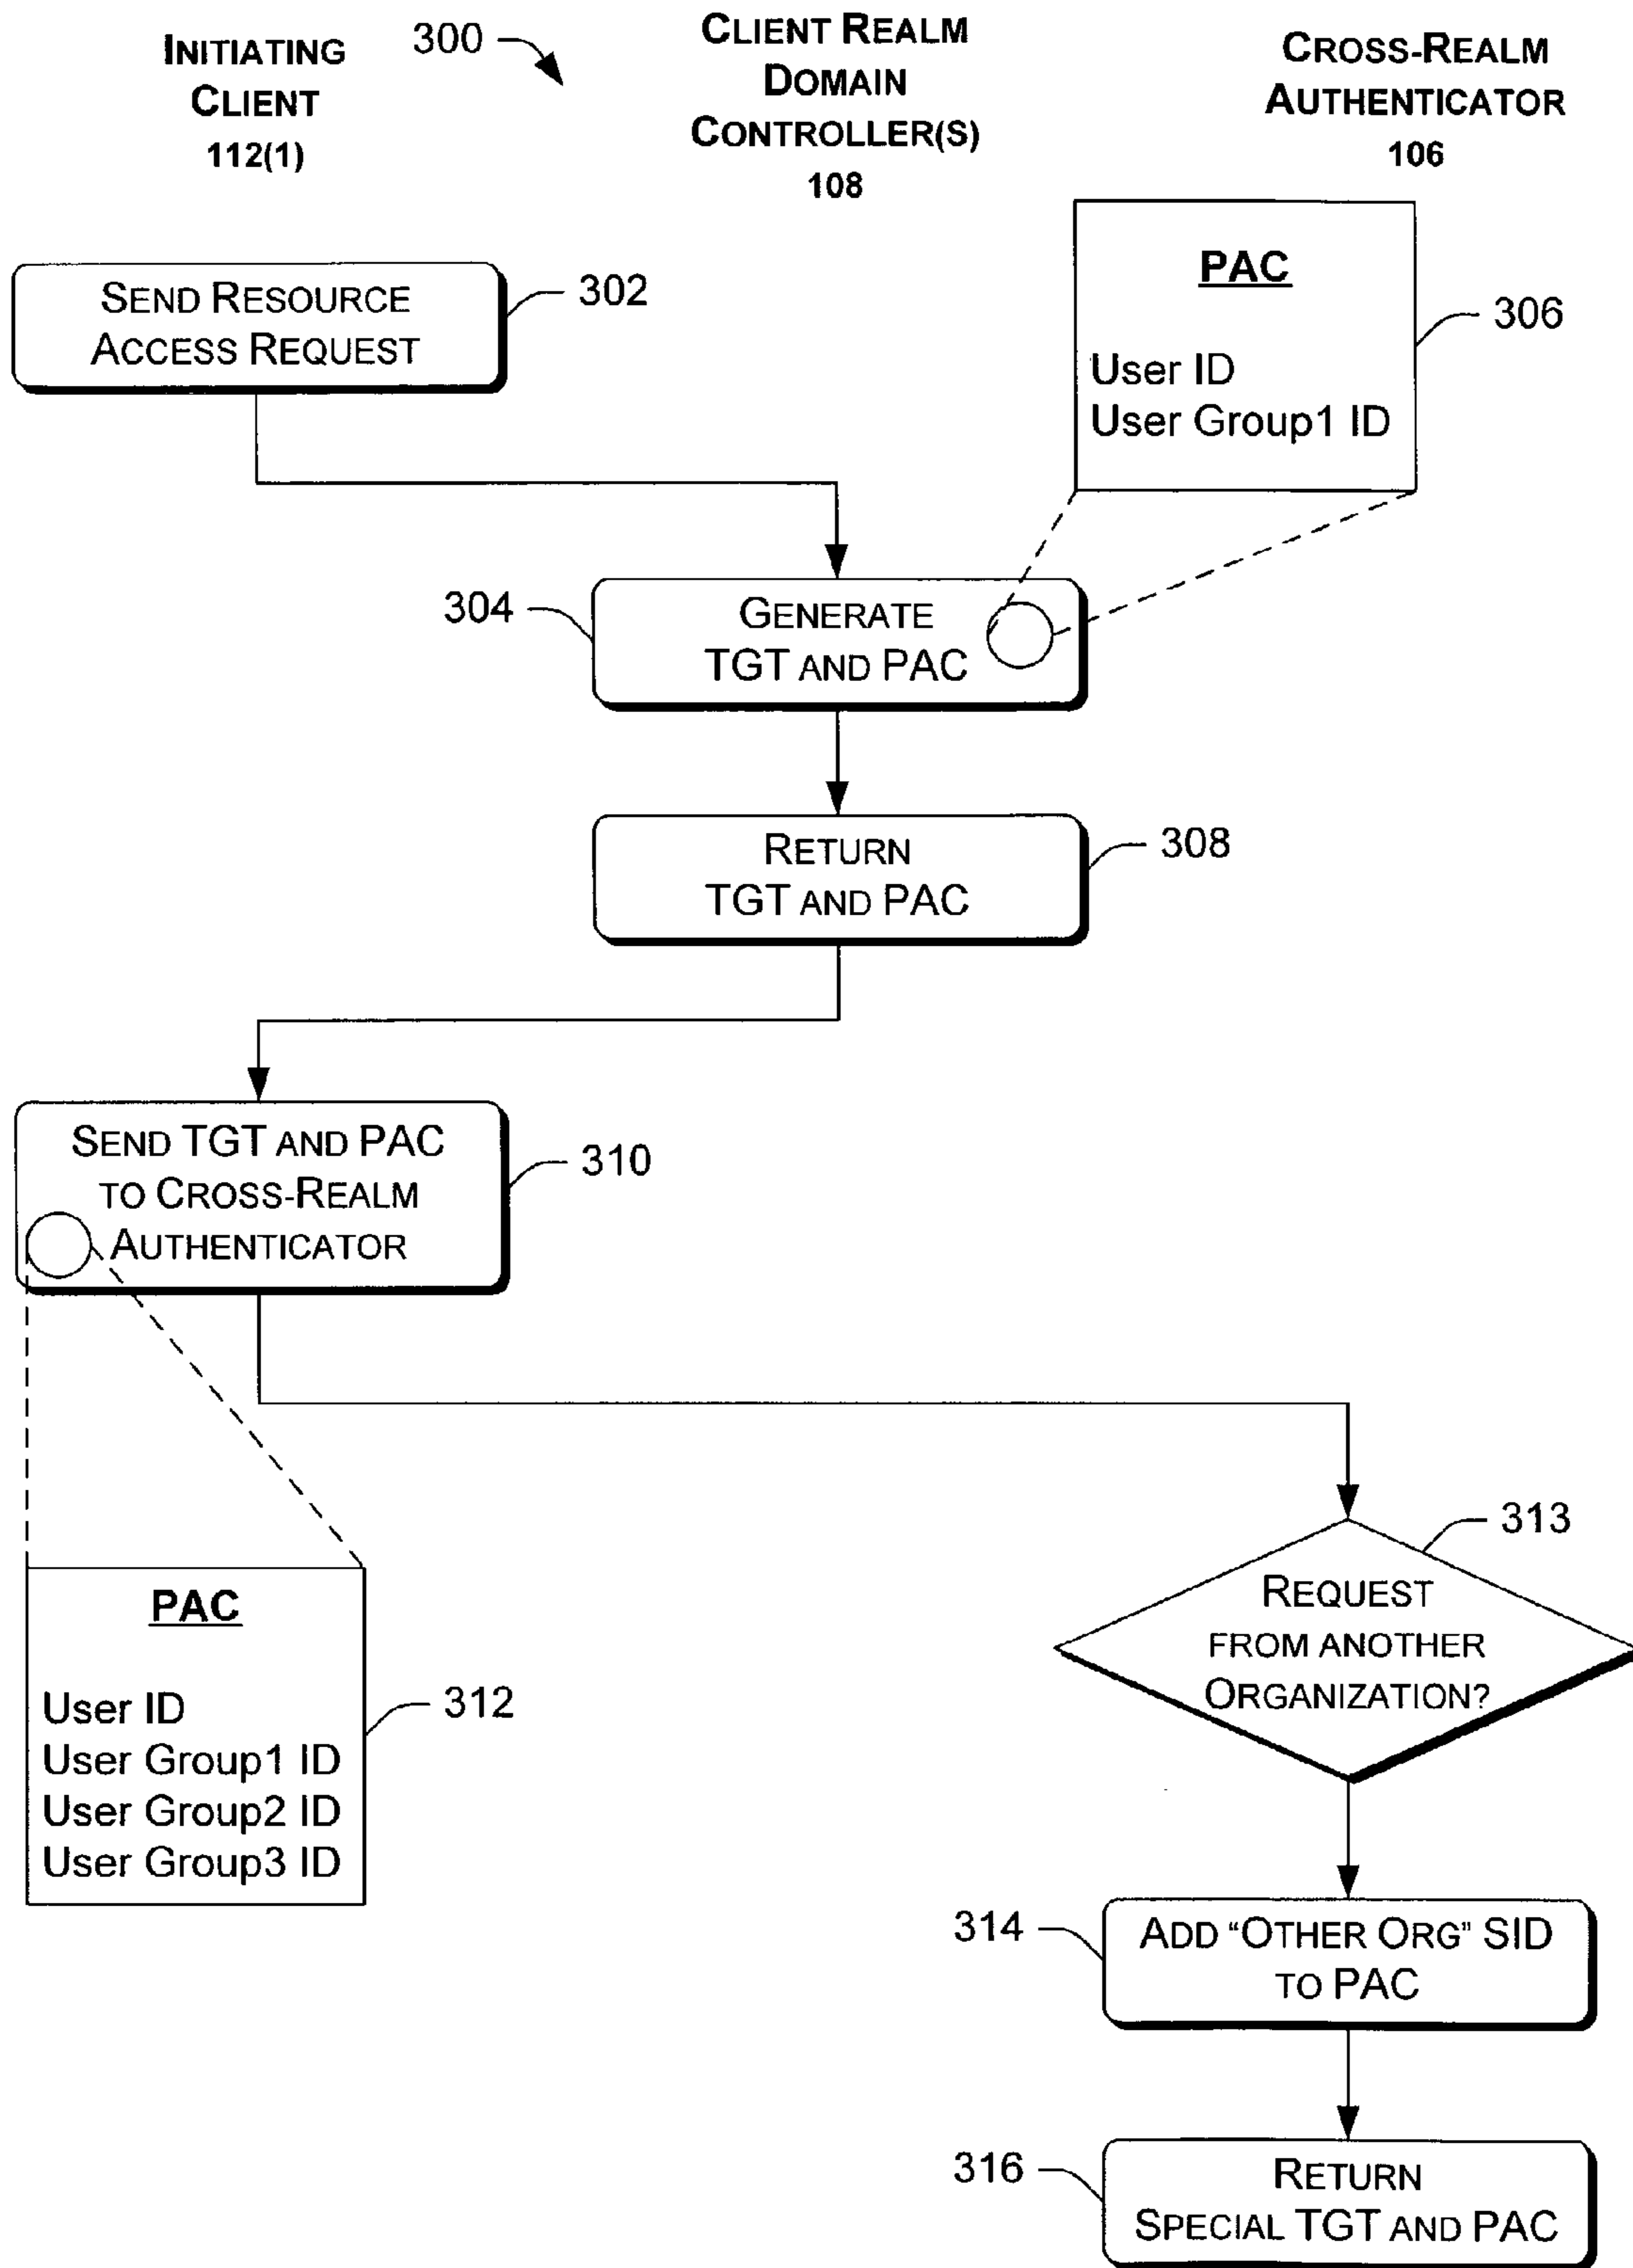 INITIATING
CLIENT
112(1)
300
CLIENT REALM
DOMAIN
CONTROLLER(S)
108
CROSS-REALM
AUTHENTICATOR
106
SEND RESOURCE
ACCESS REQUEST
302
PAC
User ID
User Group1 ID
306
304
GENERATE
TGT AND PAC
RETURN
TGT AND PAC
308
SEND TGT AND PAC
TO CROSS-REALM
AUTHENTICATOR
310
PAC
User ID
User Group1 ID
User Group2 ID
User Group3 ID
312
313
REQUEST
FROM ANOTHER
ORGANIZATION?
314
ADD "OTHER ORG" SID
TO PAC
316
RETURN
SPECIAL TGT AND PAC